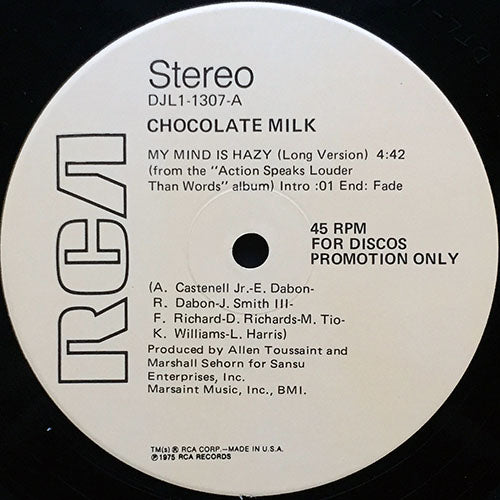 Stereo
DJL1-1307-A
CHOCOLATE MILK
MY MIND IS HAZY (Long Version) 4:42
(from the "Action Speaks Louder
Than Words" album) Intro :01 End: Fade
RCA
45 RPM
FOR DISCOS
PROMOTION ONLY
(A. Castenell Jr.-E. Dabon-
R. Dabon-J. Smith III-
F. Richard-D. Richards-M. Tio-
K. Williams-L. Harris)
Produced by Allen Toussaint and
Marshall Sehorn for Sansu
Enterprises, Inc.
Marsaint Music, Inc., BMI.
TM(s) ® RCA CORP.—MADE IN U.S.A.
℗1975 RCA RECORDS